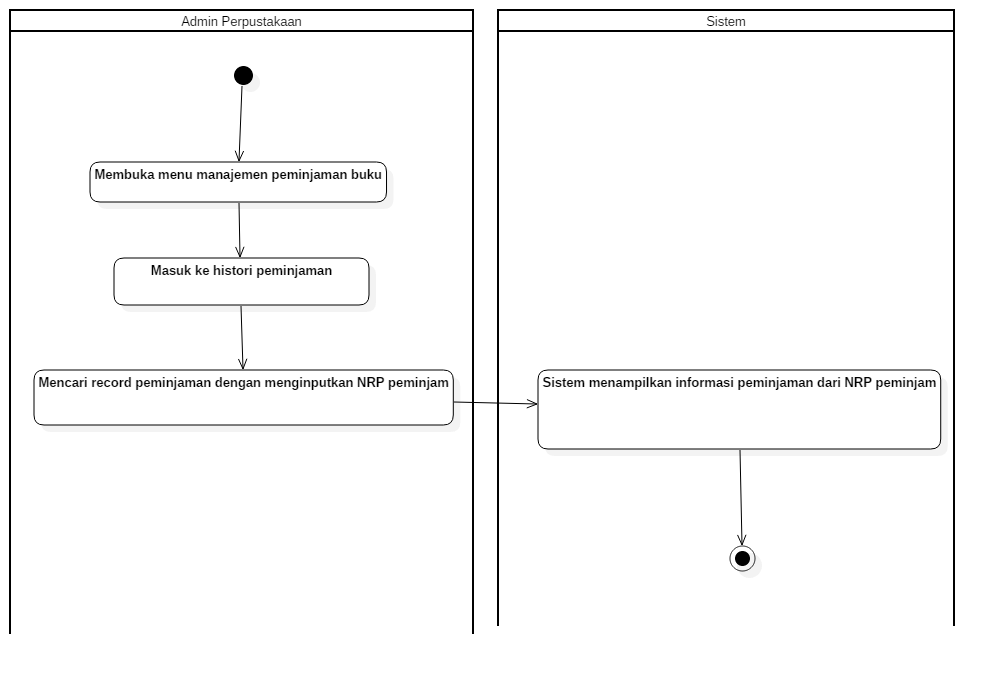 Admin Perpustakaan
Sistem
Membuka menu manajemen peminjaman buku
Masuk ke histori peminjaman
Mencari record peminjaman dengan menginputkan NRP peminjam
Sistem menampilkan informasi peminjaman dari NRP peminjam